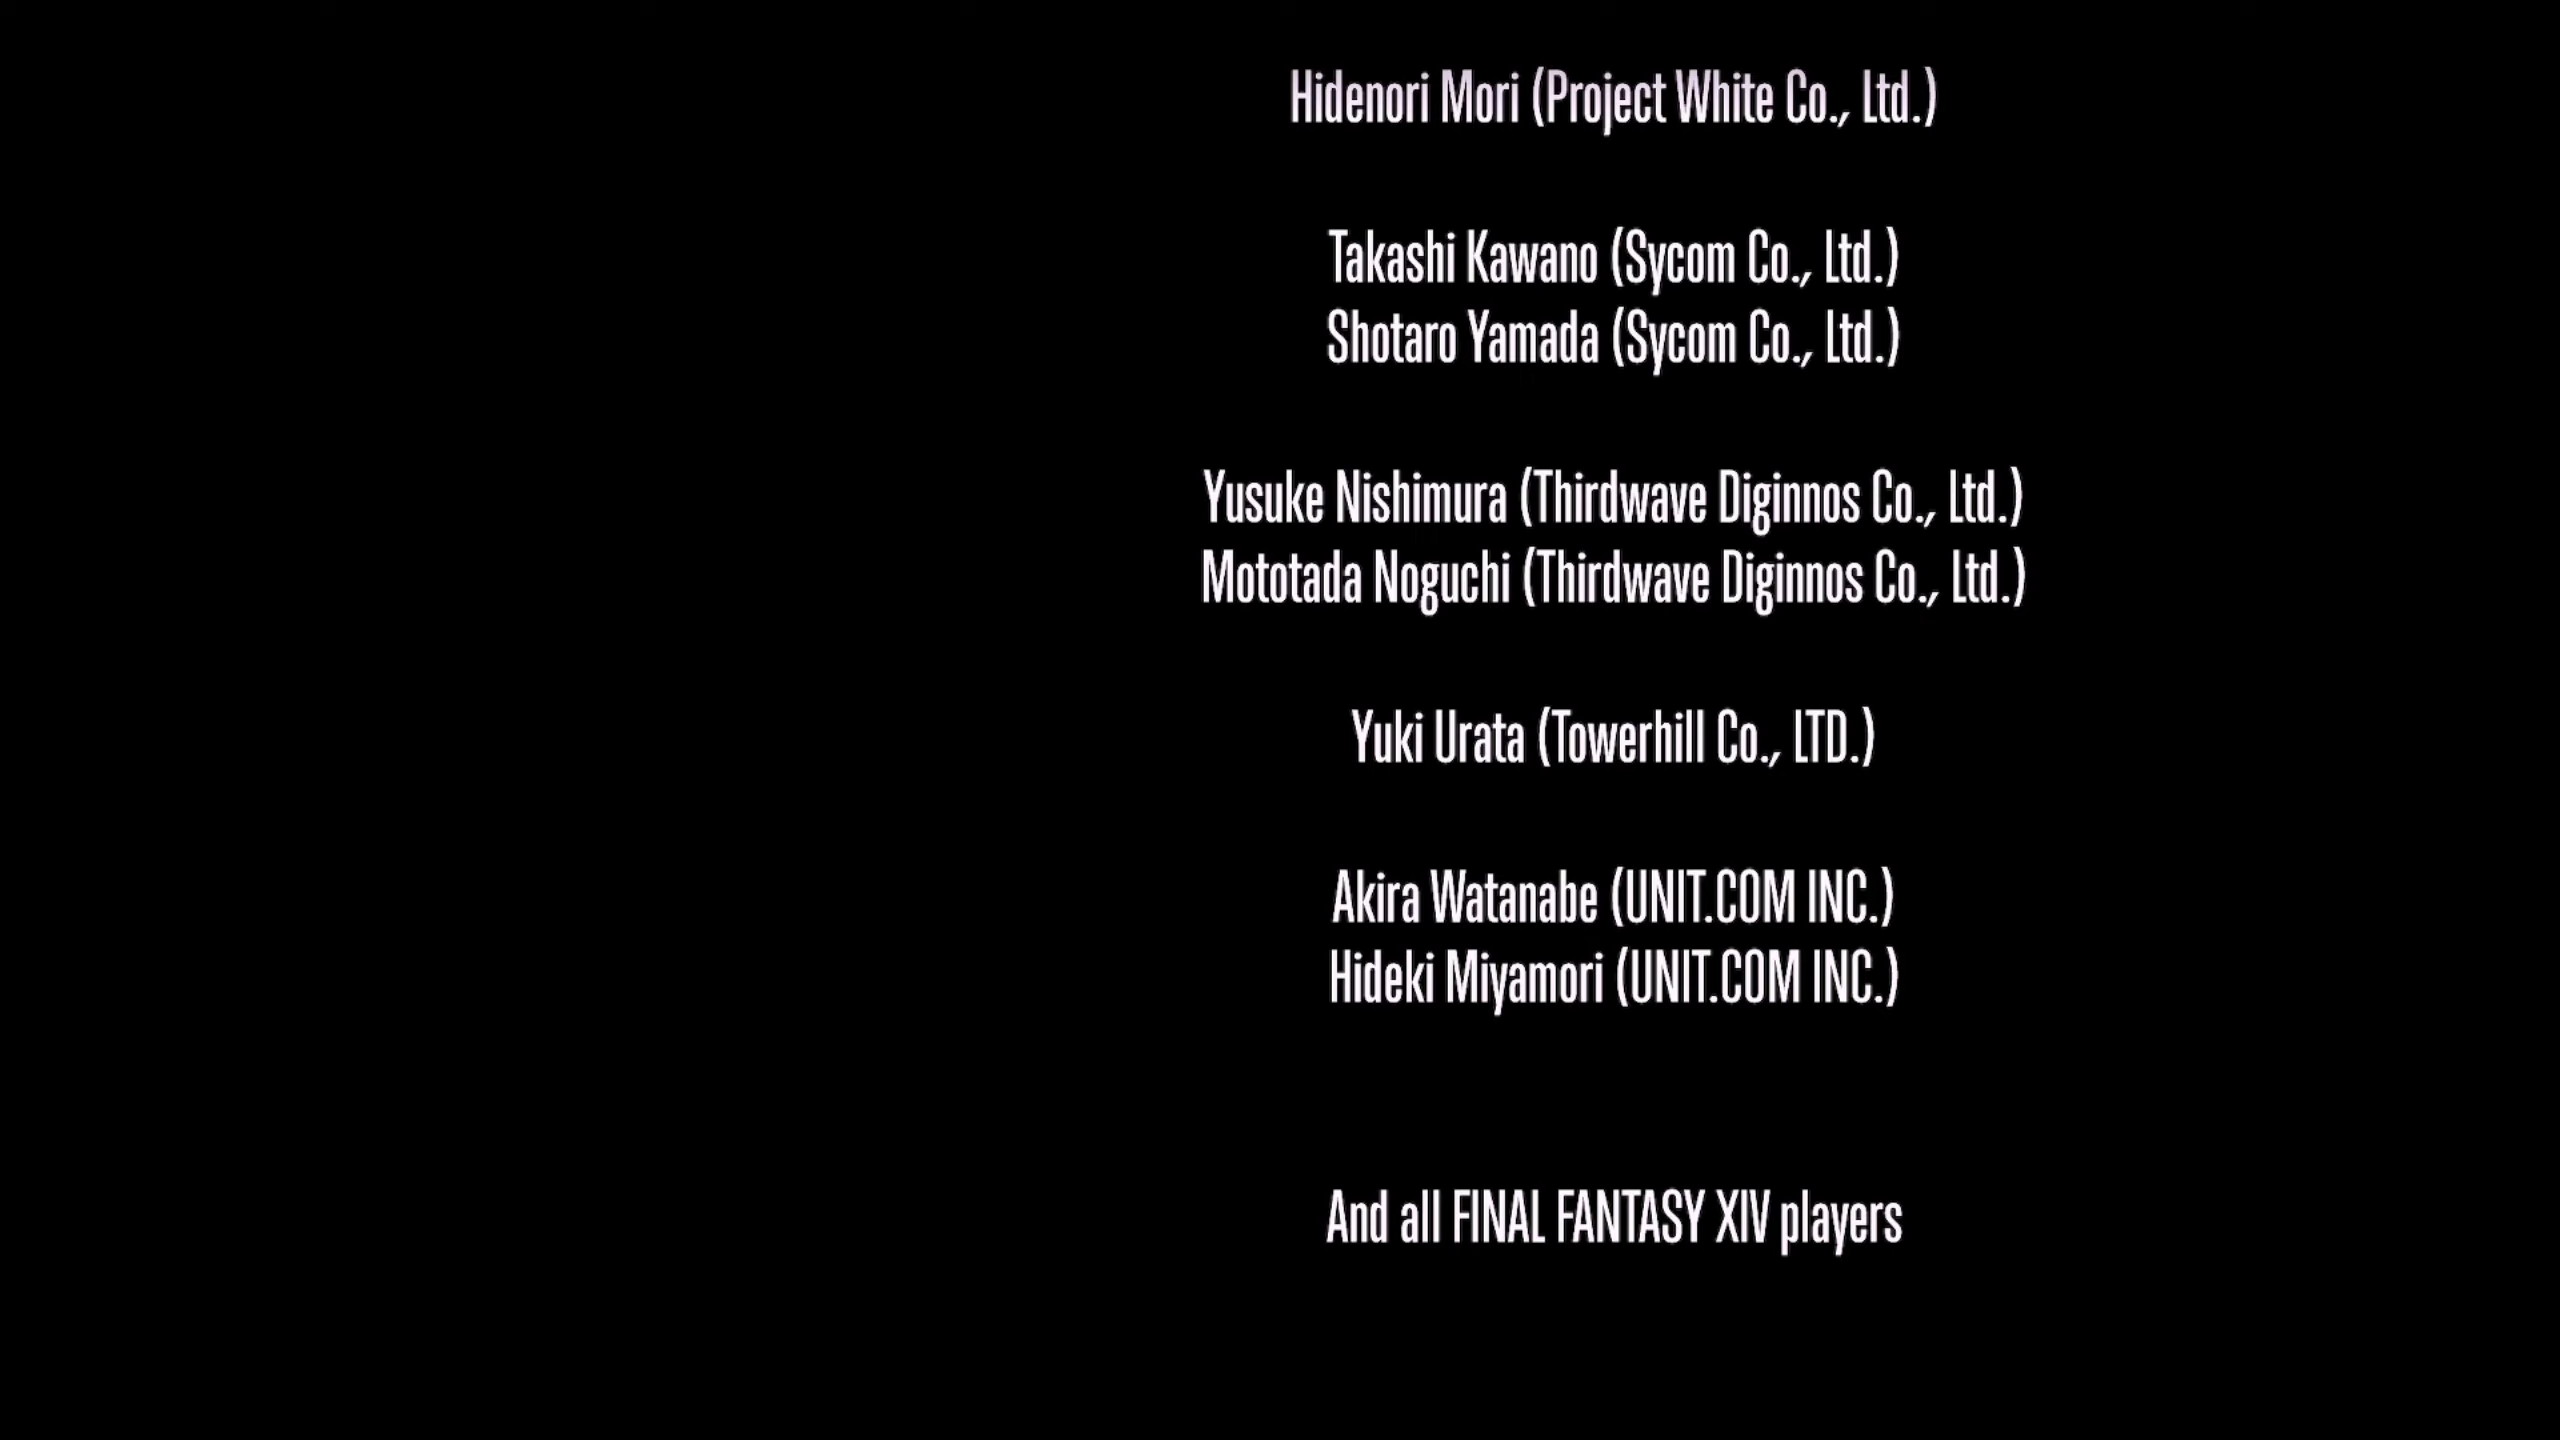 Hidenori Mori (Project White Co., Ltd.)
Takashi Kawano (Sycom Co., Ltd.)
Shotaro Yamada (Sycom Co., Ltd.)
Yusuke Nishimura (Thirdwave Diginnos Co., Ltd.)
Mototada Noguchi (Thirdwave Diginnos Co., Ltd.)
Yuki Urata (Towerhill Co., LTD.)
Akira Watanabe (UNIT.COM INC.)
Hideki Miyamori (UNIT.COM INC.)
And all FINAL FANTASY XIV players